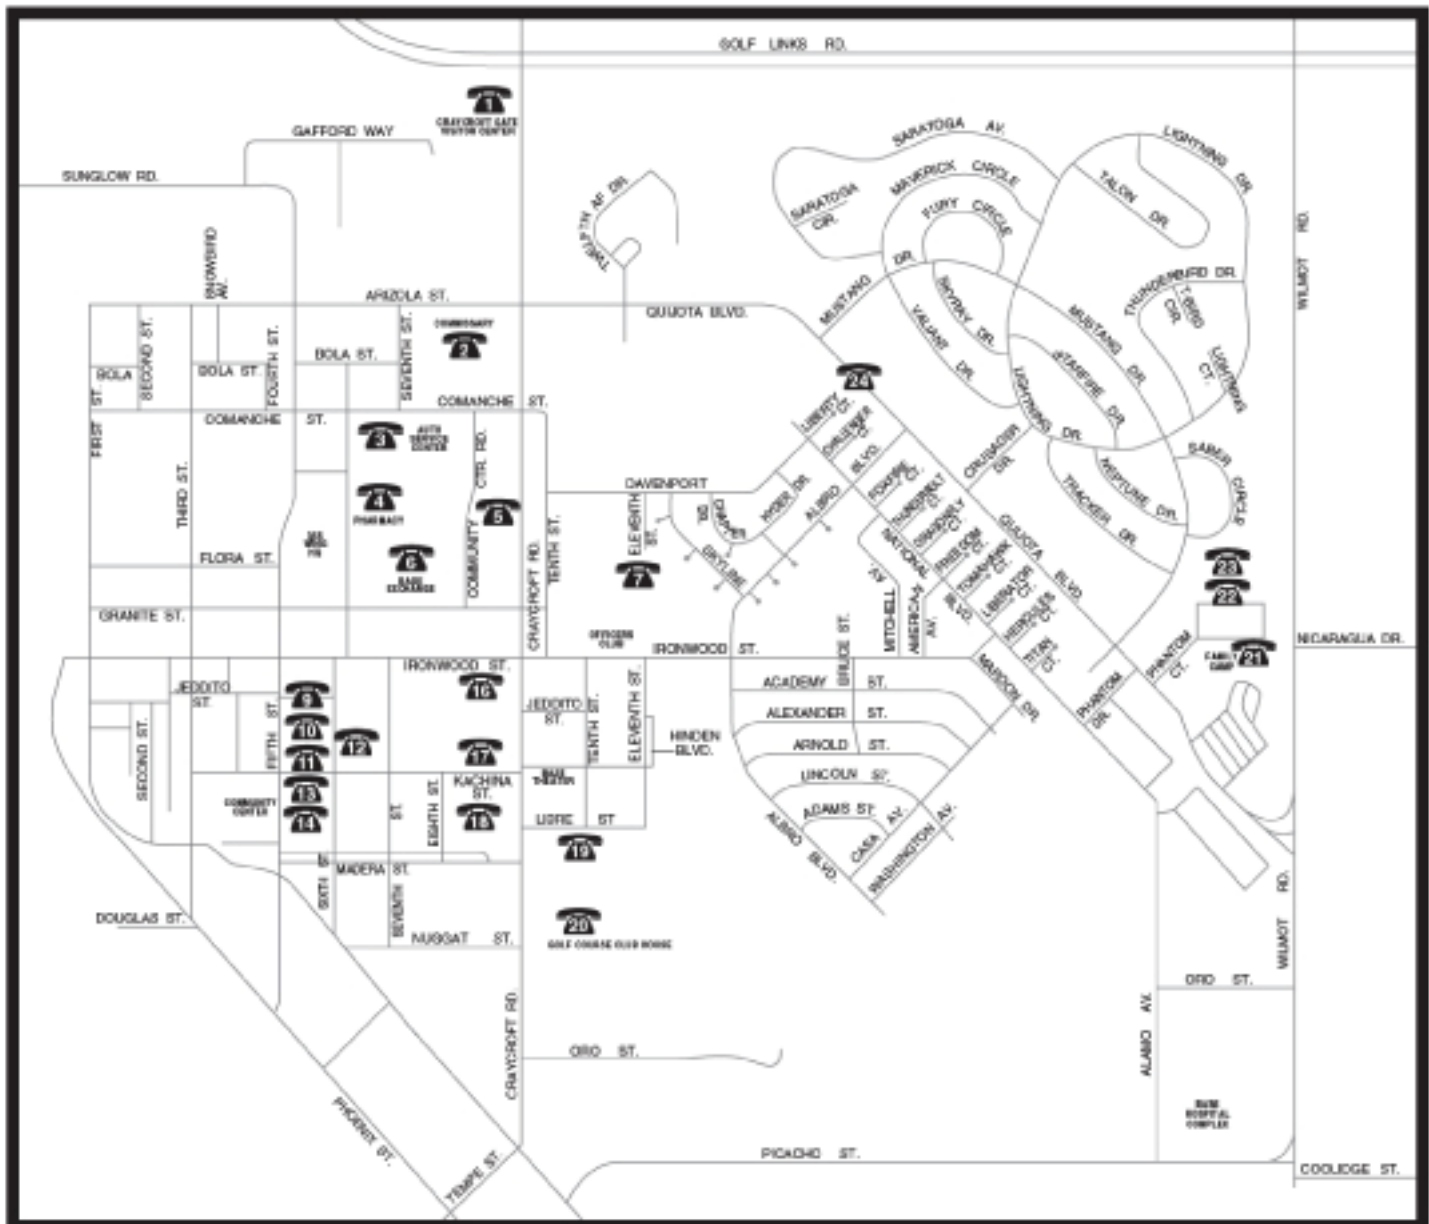 GOLF LINKS RD.
1
CRAYCROFT GATE
VISITOR CENTER
GAFFORD WAY
SUNGLOW RD.
SARATOGA AV.
LIGHTNING DR.
MAVERICK CIRCLE
TALON DR.
SARATOGA
CIR.
FURY CIRCLE
TWELFTH AF DR
WILMOT RD.
SNOWBIRD
AV.
MUSTANG DR.
THUNDERBIRD DR.
ARIZOLA ST.
QUIJOTA BLVD.
SKYRAY DR.
VALIANT DR.
MUSTANG DR.
T-BIRD
CIR.
SECOND ST.
COMMISSARY
2
BOLA ST.
SEVENTH ST.
BOLA
BOLA ST.
FOURTH ST.
STARFIRE DR.
LIGHTNING
CT.
24
LIGHTNING DR.
FIRST ST.
COMANCHE ST.
COMANCHE ST.
LIBERTY
CT.
CHALLENGER
CT.
3
AUTO
SERVICE
CENTER
CTR. RD.
COMMUNITY
CRUSADER
DR.
SABER CIRCLE
THIRD ST.
DAVENPORT
BLVD.
ALBRO
HYDER DR.
FOXFIRE
CT.
NEPTUNE DR.
TRACKER DR.
4
PHARMACY
5
CHAPPER
DR.
THUNDERBOLT
CT.
DRAGONFLY
CT.
FREEDOM
CT.
TOMAHAWK
CT.
LIBERATOR
CT.
HERCULES
CT.
TITAN
CT.
QUIJOTA BLVD
ELEVENTH
ST.
SKYLINE
NATIONAL BLVD.
FLORA ST.
6
BASE
EXCHANGE
CRAYCROFT RD.
TENTH ST.
7
MITCHELL AV.
AMERICAS
AV.
23
22
GRANITE ST.
OFFICERS
CLUB
BRUCE ST.
IRONWOOD ST.
IRONWOOD ST.
NICARAGUA DR.
FAMILY
CAMP
21
PHANTOM
CT.
PHANTOM
DR.
MAROON DR.
JEDDITO
ST.
9
16
ACADEMY ST.
JEDDITO
ST.
TENTH ST.
ELEVENTH ST.
10
ALEXANDER ST.
HINDEN
BLVD.
SECOND ST.
FIFTH ST.
12
11
17
ARNOLD ST.
LINCOLN ST.
KACHINA
ST.
BASE
THEATER
COMMUNITY
CENTER
13
14
EIGHTH ST.
18
LIBRE ST
ADAMS ST
CASA AV.
WASHINGTON AV.
ALBRO BLVD.
19
SIXTH ST
MADERA ST.
SEVENTH ST.
DOUGLAS ST.
20
GOLF COURSE CLUB HOUSE
NUGGAT ST.
WILMOT RD.
ORO ST.
CRAYCROFT RD.
ALAMO AV.
ORO ST.
PHOENIX ST.
BASE
HOSPITAL
COMPLEX
TEMPE ST.
PICACHO ST.
COOLIDGE ST.